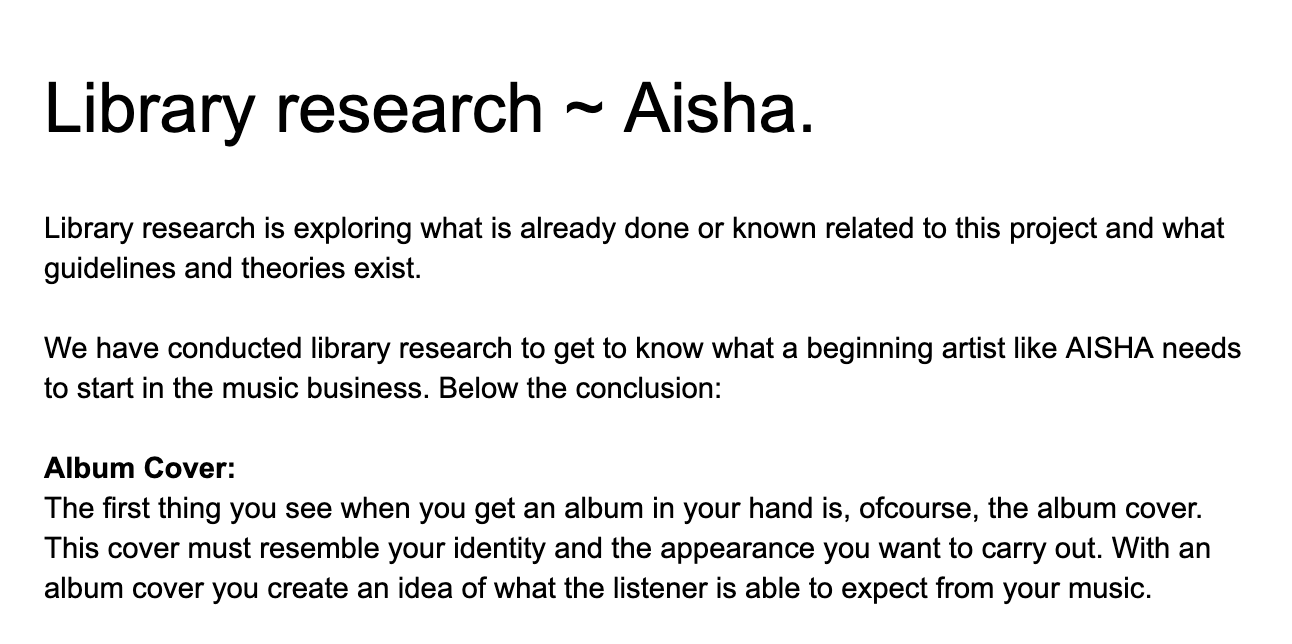 Library research ~ Aisha.
Library research is exploring what is already done or known related to this project and what
guidelines and theories exist.
We have conducted library research to get to know what a beginning artist like AISHA needs
to start in the music business. Below the conclusion:
Album Cover:
The first thing you see when you get an album in your hand is, ofcourse, the album cover.
This cover must resemble your identity and the appearance you want to carry out. With an
album cover you create an idea of what the listener is able to expect from your music.